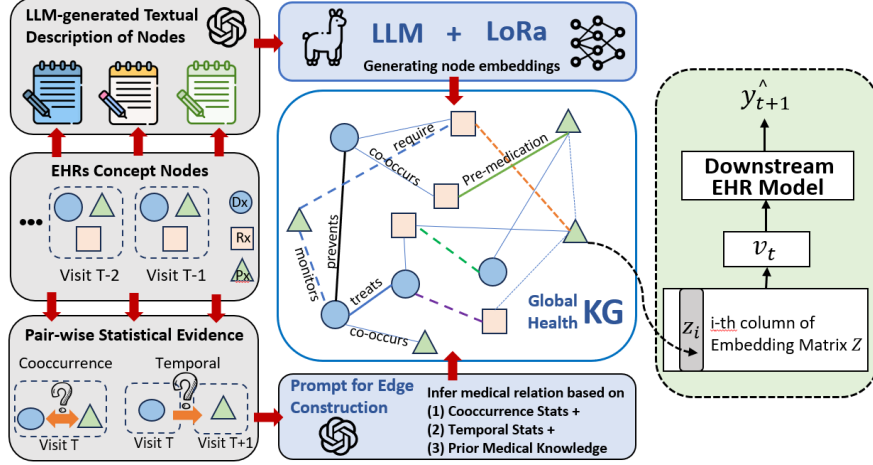 LLM-generated Textual
Description of Nodes
LLM + LoRa
Generating node embeddings
EHRs Concept Nodes
Dx
Rx
Px
Visit T-2
Visit T-1
Pair-wise Statistical Evidence
Cooccurrence
Temporal
?
?
Visit T
Visit T
Visit T+1
require
co-occurs
Pre-medication
prevents
monitors
treats
co-occurs
Global
Health KG
Prompt for Edge
Construction
Infer medical relation based on
(1) Cooccurrence Stats +
(2) Temporal Stats +
(3) Prior Medical Knowledge
ŷ_{t+1}
Downstream
EHR Model
v_t
z_i
i-th column of
Embedding Matrix Z